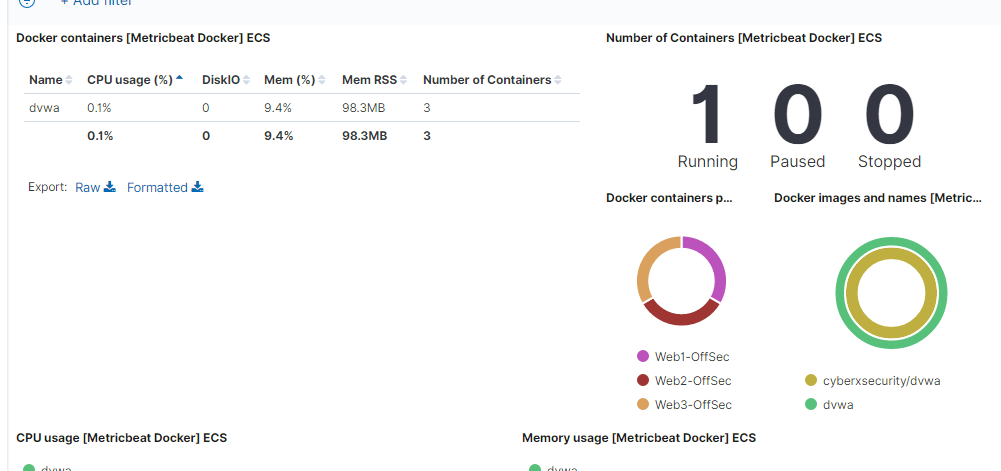 + Add filter
Docker containers [Metricbeat Docker] ECS
Name CPU usage (%) DiskIO Mem (%) Mem RSS Number of Containers
dvwa 0.1% 0 9.4% 98.3MB 3
0.1% 0 9.4% 98.3MB 3
Export: Raw Formatted
Number of Containers [Metricbeat Docker] ECS
1 0 0
Running Paused Stopped
Docker containers p...
Web1-OffSec
Web2-OffSec
Web3-OffSec
Docker images and names [Metric...
cyberxsecurity/dvwa
dvwa
CPU usage [Metricbeat Docker] ECS
dvwa
Memory usage [Metricbeat Docker] ECS
dvwa